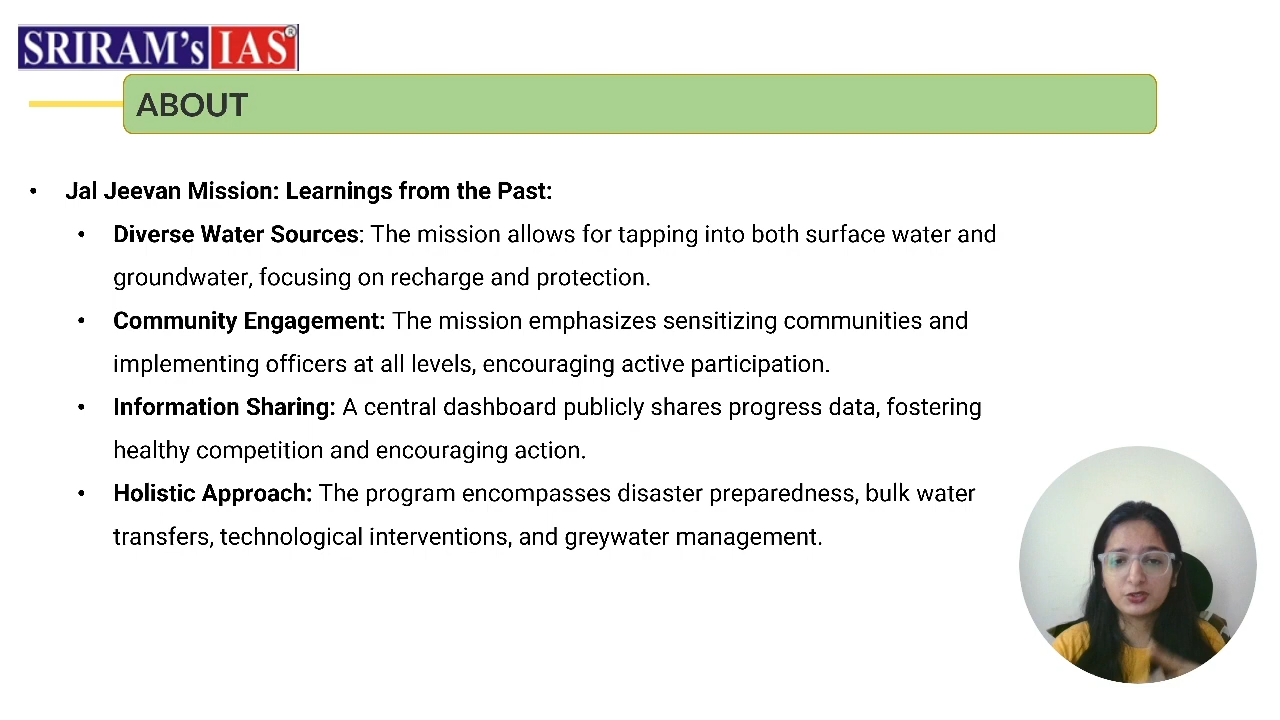 SRIRAM's IAS®
ABOUT
• Jal Jeevan Mission: Learnings from the Past:
• Diverse Water Sources: The mission allows for tapping into both surface water and
groundwater, focusing on recharge and protection.
• Community Engagement: The mission emphasizes sensitizing communities and
implementing officers at all levels, encouraging active participation.
• Information Sharing: A central dashboard publicly shares progress data, fostering
healthy competition and encouraging action.
• Holistic Approach: The program encompasses disaster preparedness, bulk water
transfers, technological interventions, and greywater management.